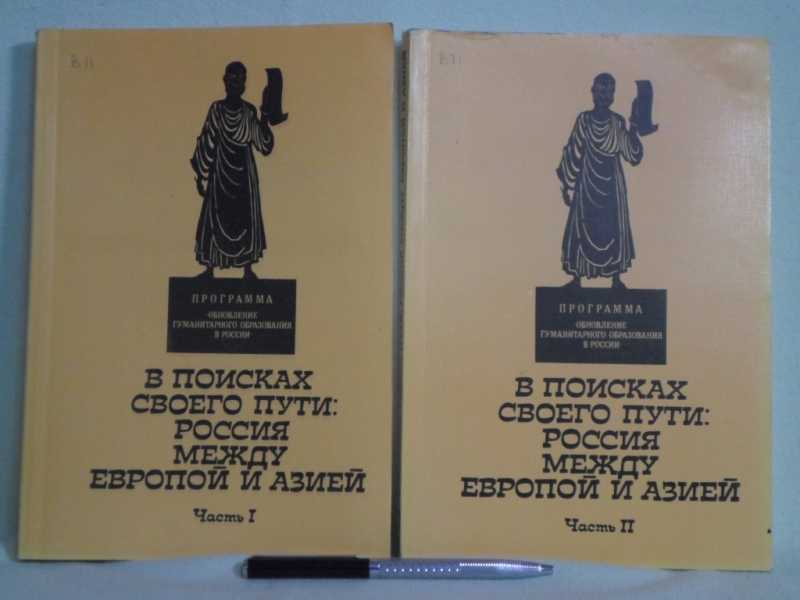 В 11
ПРОГРАММА
«ОБНОВЛЕНИЕ
ГУМАНИТАРНОГО ОБРАЗОВАНИЯ
В РОССИИ»
В ПОИСКАХ
СВОЕГО ПУТИ:
РОССИЯ
МЕЖДУ
ЕВРОПОЙ И АЗИЕЙ
Часть I
ПРОГРАММА
«ОБНОВЛЕНИЕ
ГУМАНИТАРНОГО ОБРАЗОВАНИЯ
В РОССИИ»
В ПОИСКАХ
СВОЕГО ПУТИ:
РОССИЯ
МЕЖДУ
ЕВРОПОЙ И АЗИЕЙ
Часть II